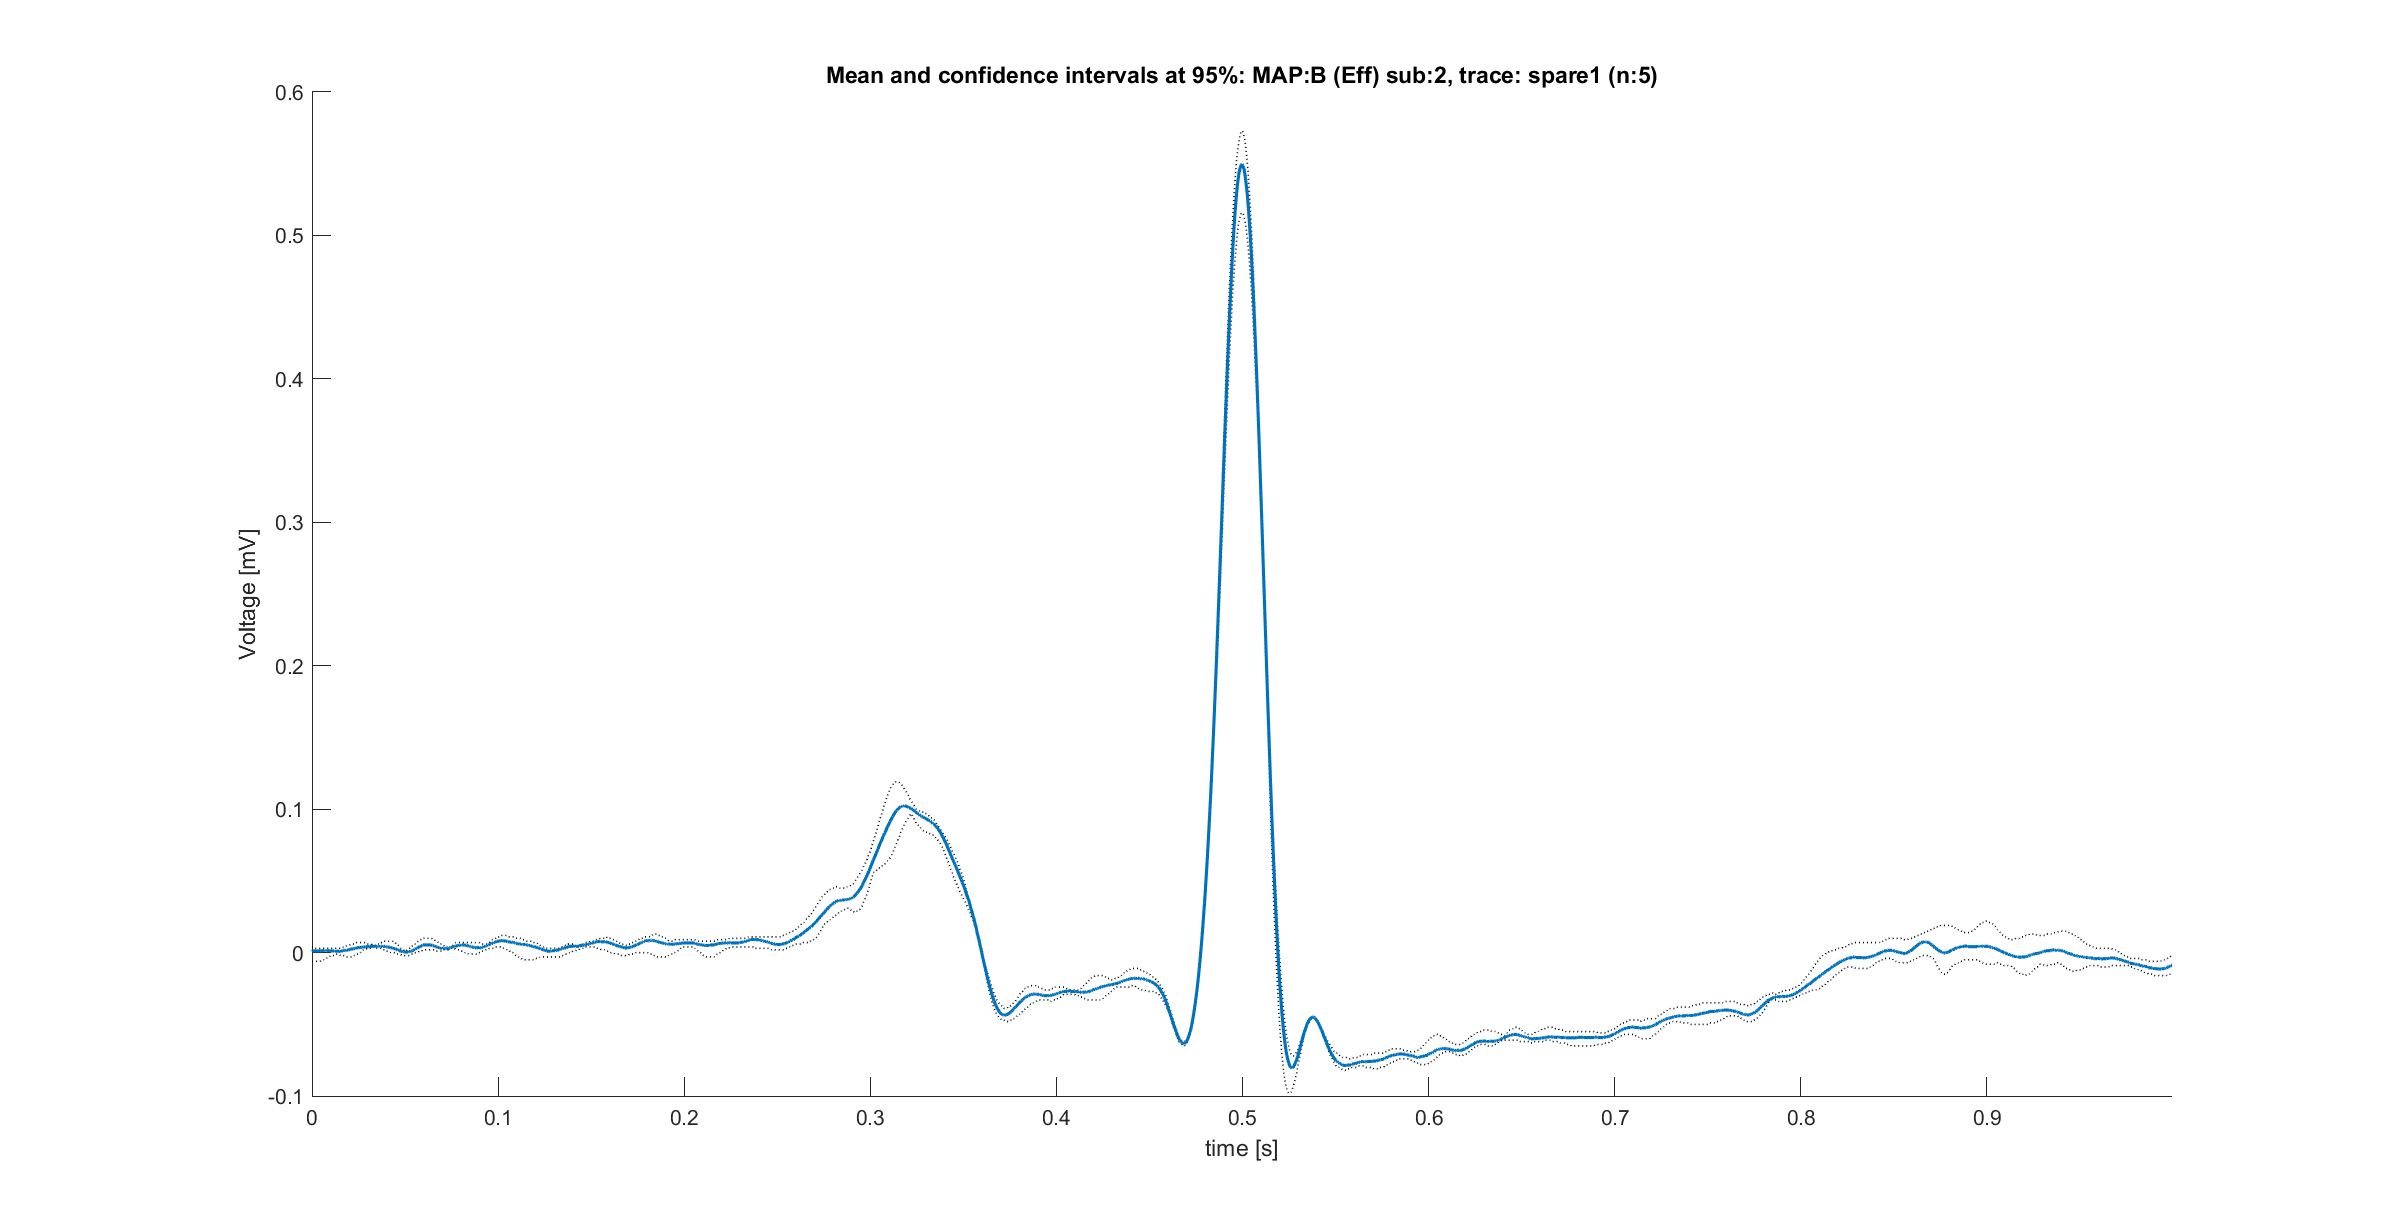 Mean and confidence intervals at 95%: MAP:B (Eff) sub:2, trace: spare1 (n:5)
0.6
0.5
0.4
0.3
0.2
0.1
0
-0.1
Voltage [mV]
0 0.1 0.2 0.3 0.4 0.5 0.6 0.7 0.8 0.9
time [s]